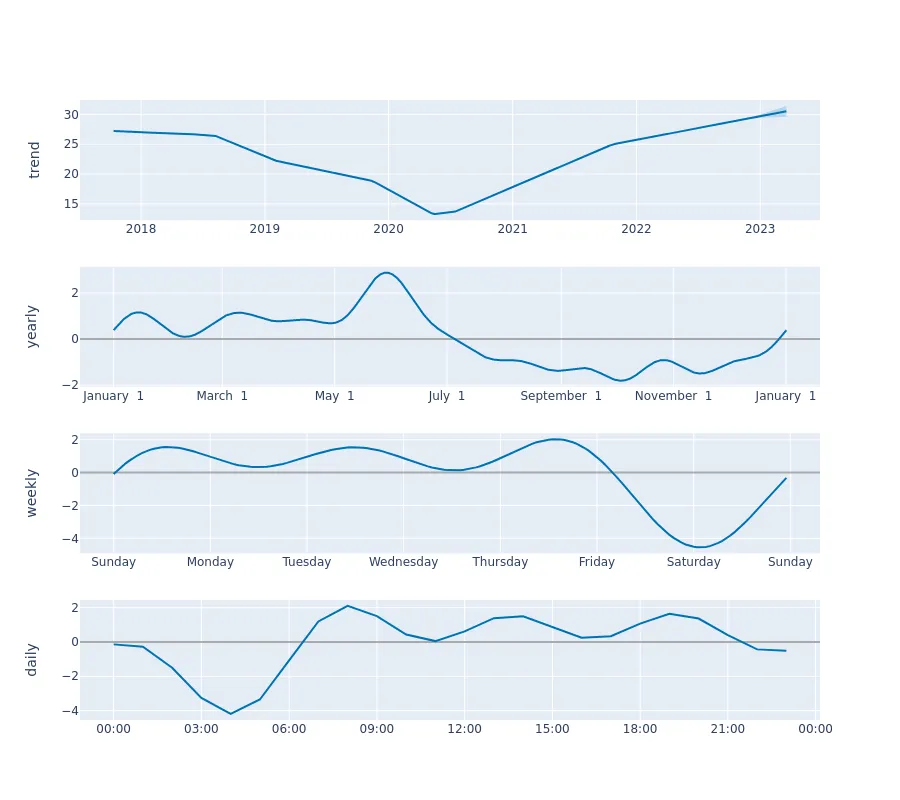 trend
30
25
20
15
2018 2019 2020 2021 2022 2023
yearly
2
0
−2
January 1 March 1 May 1 July 1 September 1 November 1 January 1
weekly
2
0
−2
−4
Sunday Monday Tuesday Wednesday Thursday Friday Saturday Sunday
daily
2
0
−2
−4
00:00 03:00 06:00 09:00 12:00 15:00 18:00 21:00 00:00